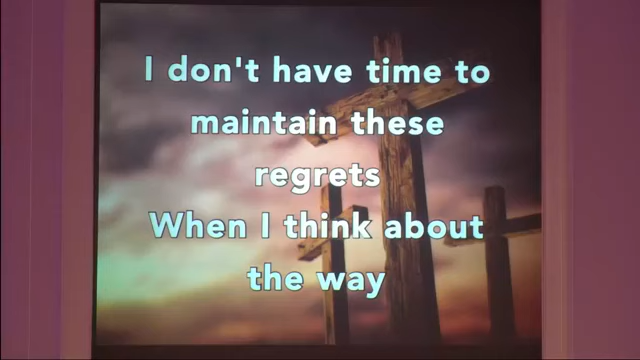 I don't have time to
maintain these
regrets
When I think about
the way